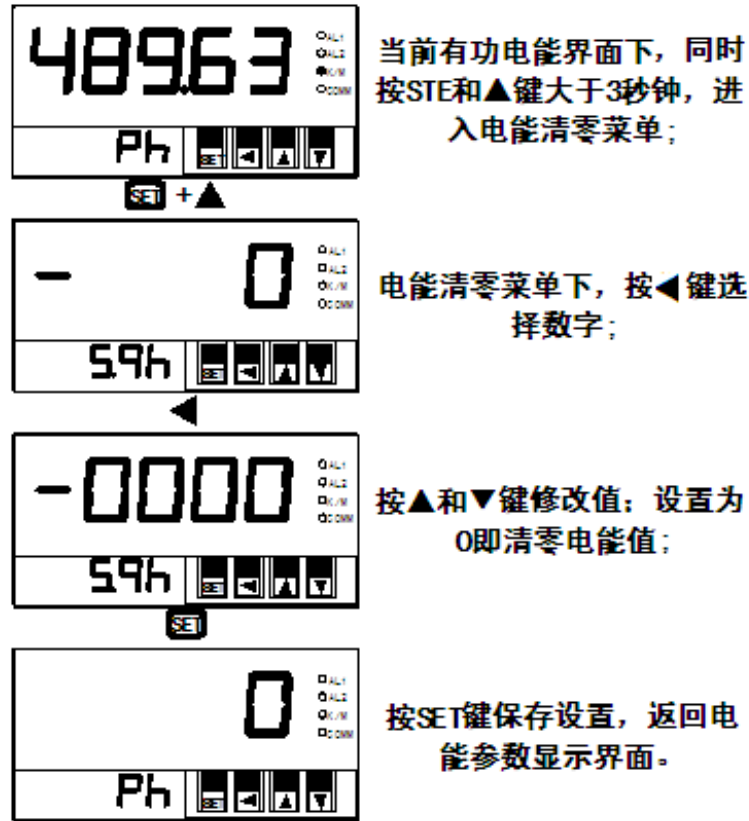 489.63
AL1
AL2
K/M
COMM
Ph
SET
当前有功电能界面下，同时
按STE和▲键大于3秒钟，进
入电能清零菜单；
SET + ▲
- 0
AL1
AL2
K/M
COMM
5.9h
SET
电能清零菜单下，按◀键选
择数字；
◀
-0000
AL1
AL2
K/M
COMM
5.9h
SET
按▲和▼键修改值；设置为
0即清零电能值；
SET
0
AL1
AL2
K/M
COMM
Ph
SET
按SET键保存设置，返回电
能参数显示界面。